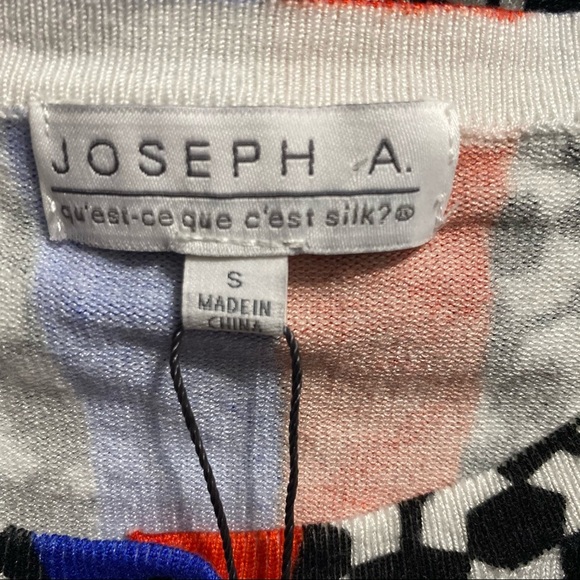 JOSEPH A.
qu'est-ce que c'est silk?®
S
MADE IN
CHINA